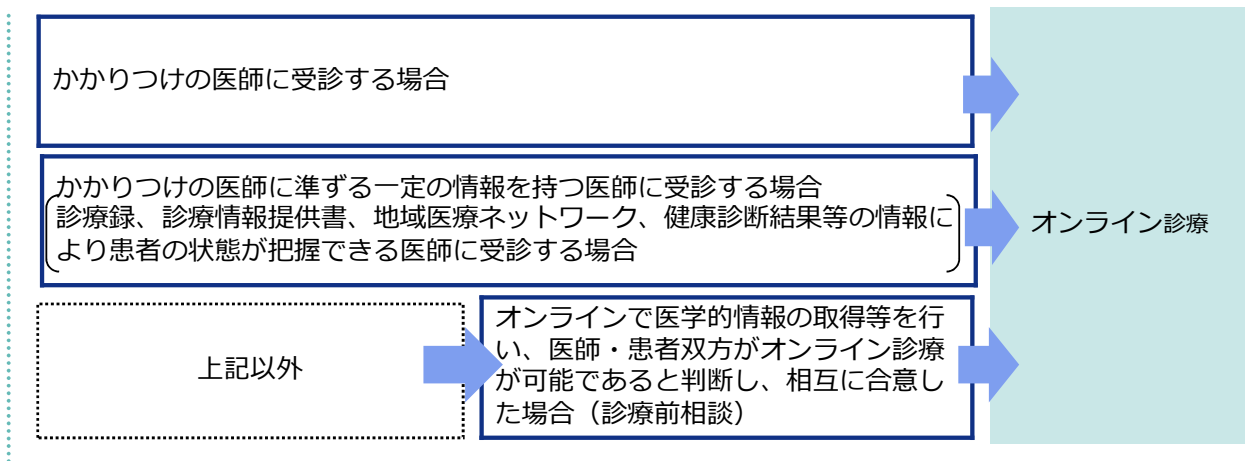 かかりつけの医師に受診する場合
かかりつけの医師に準ずる一定の情報を持つ医師に受診する場合
診療録、診療情報提供書、地域医療ネットワーク、健康診断結果等の情報に
より患者の状態が把握できる医師に受診する場合
オンライン診療
上記以外
オンラインで医学的情報の取得等を行
い、医師・患者双方がオンライン診療
が可能であると判断し、相互に合意し
た場合（診療前相談）